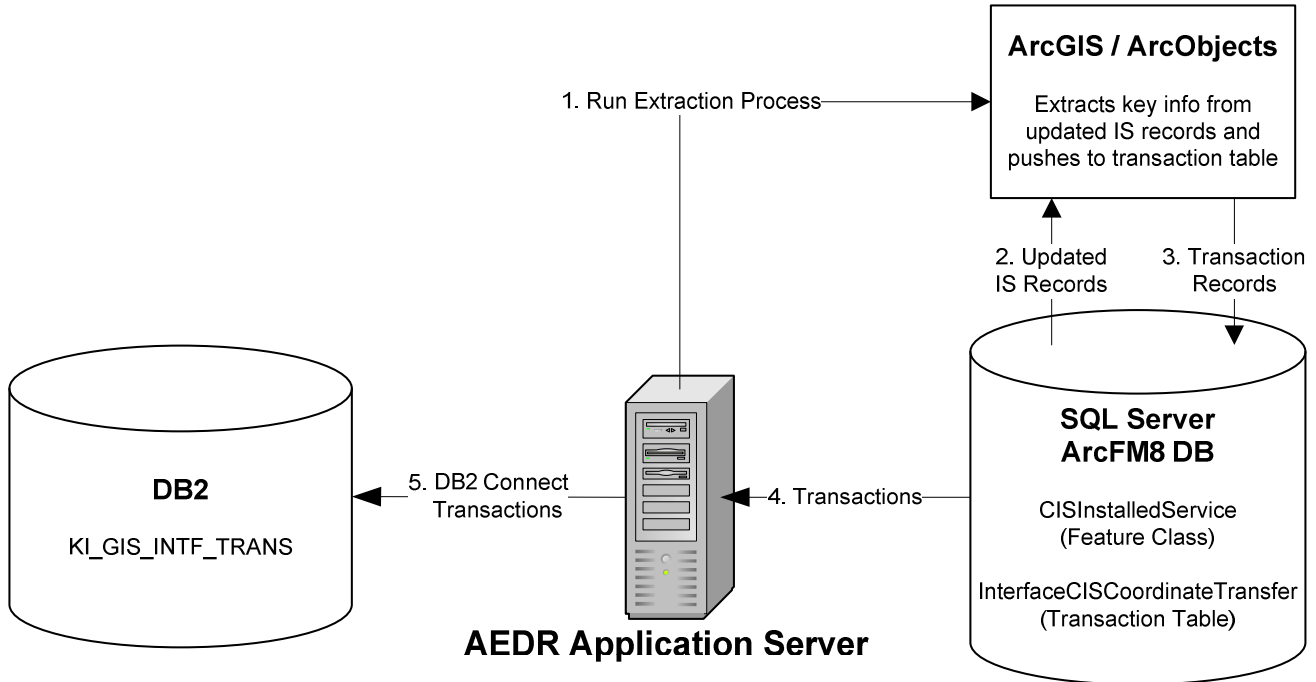 ArcGIS / ArcObjects
Extracts key info from
updated IS records and
pushes to transaction table
1. Run Extraction Process
2. Updated
IS Records
3. Transaction
Records
SQL Server
ArcFM8 DB
CISInstalledService
(Feature Class)
InterfaceCISCoordinateTransfer
(Transaction Table)
4. Transactions
5. DB2 Connect
Transactions
DB2
KI_GIS_INTF_TRANS
AEDR Application Server